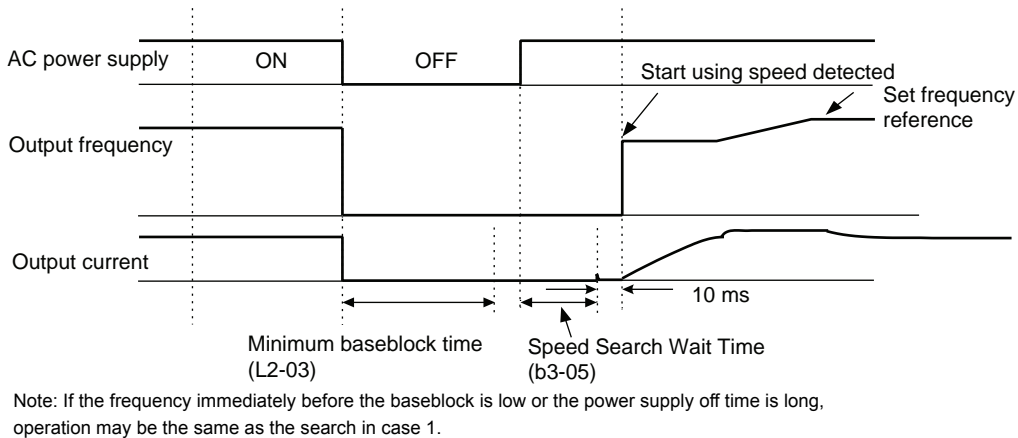 AC power supply
ON
OFF
Start using speed detected
Set frequency
reference
Output frequency
Output current
10 ms
Minimum baseblock time
(L2-03)
Speed Search Wait Time
(b3-05)
Note: If the frequency immediately before the baseblock is low or the power supply off time is long,
operation may be the same as the search in case 1.